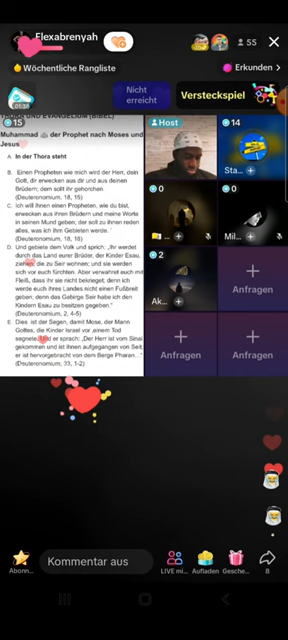 Flexabrenyah
55
Wöchentliche Rangliste
Erkunden >
Nicht
erreicht
Versteckspiel
15
Muhammad der Prophet nach Moses und
Jesus
A In der Thora steht
B. Einen Propheten wie mich wird der Herr, dein
Gott, dir erwecken aus dir und aus deinen
Brüdern; dem sollt ihr gehorchen.
(Deuteronomium, 18, 15)
C. Ich will ihnen einen Propheten, wie du bist,
erwecken aus ihren Brüdern und meine Worte
in seinen Mund geben; der soll zu ihnen reden
alles, was ich ihm Gebieten werde.
(Deuteronomium, 18, 18)
D. Und gebiete dem Volk und sprich: „Ihr werdet
durch das Land eurer Brüder, der Kinder Esau,
ziehen, die zu Seir wohnen; und sie werden
sich vor euch fürchten. Aber verwahret euch mit
Fleiß, dass ihr sie nicht bekrieget; denn ich
werde euch ihres Landes nicht einen Fußbreit
geben; denn das Gebirge Seir habe ich den
Kindern Esau zu besitzen gegeben."
(Deuteronomium, 2, 4-5)
E. Dies ist der Segen, damit Mose, der Mann
Gottes, die Kinder Israel vor seinem Tod
segnete, und er sprach: „Der Herr ist vom Sinai
gekommen und ist ihnen aufgegangen von Seir,
er ist hervorgebracht von dem Berge Pharan..."
(Deuteronomium, 33, 1-2)
Host
14
Sta...
0
0
Mil...
2
Ak...
Anfragen
Anfragen
Anfragen
Abonn...
Kommentar aus
LIVE mi...
Aufladen
Gesche...
8